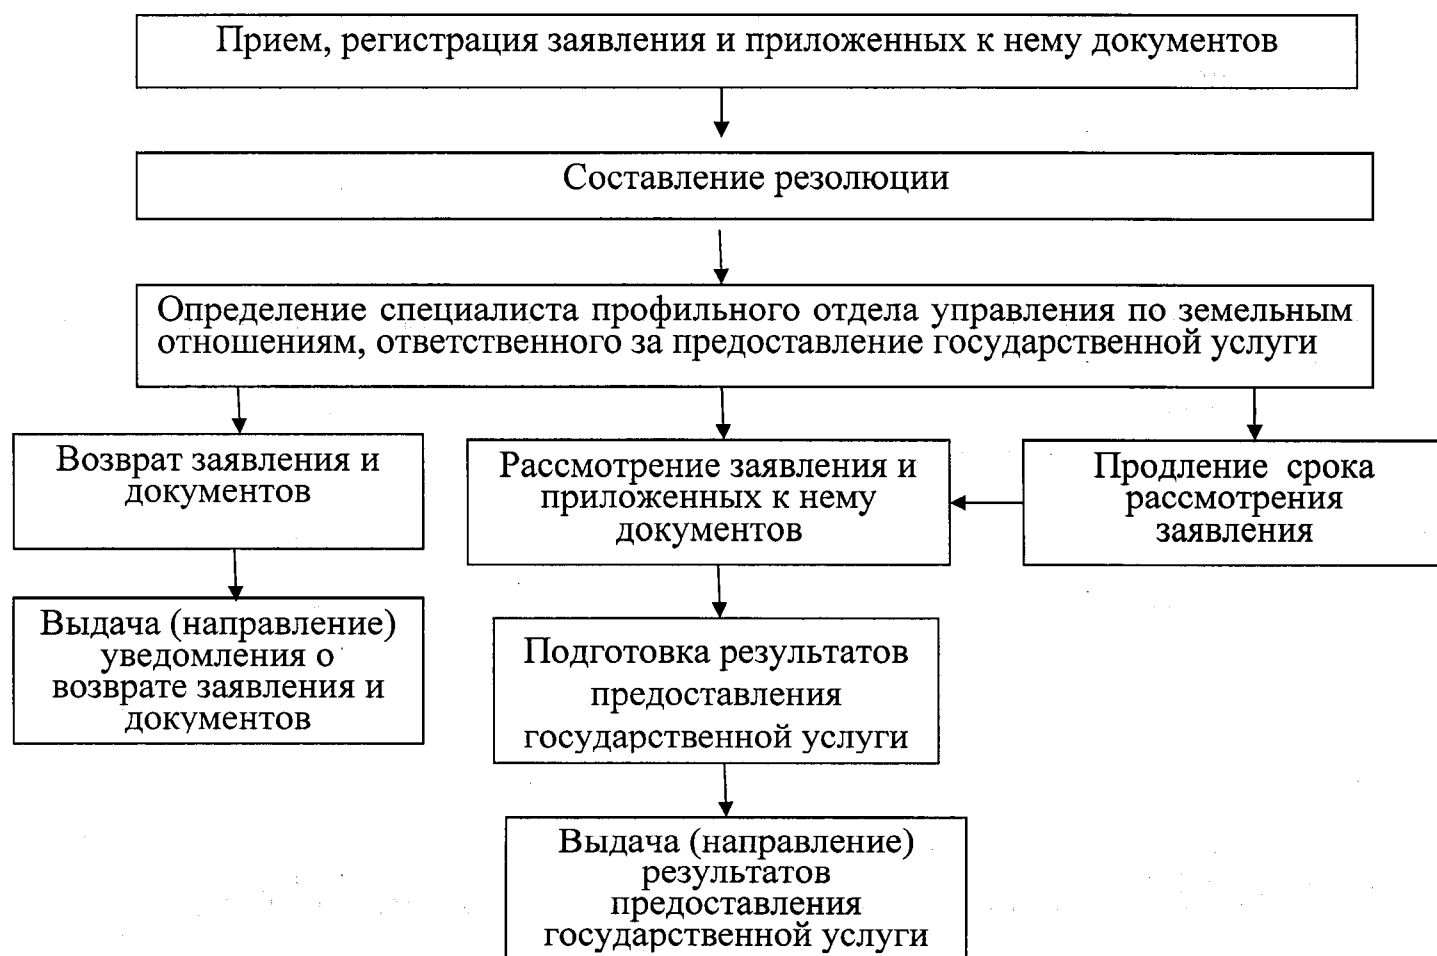 Прием, регистрация заявления и приложенных к нему документов
Составление резолюции
Определение специалиста профильного отдела управления по земельным
отношениям, ответственного за предоставление государственной услуги
Возврат заявления и
документов
Рассмотрение заявления и
приложенных к нему
документов
Продление срока
рассмотрения
заявления
Выдача (направление)
уведомления о
возврате заявления и
документов
Подготовка результатов
предоставления
государственной услуги
Выдача (направление)
результатов
предоставления
государственной услуги